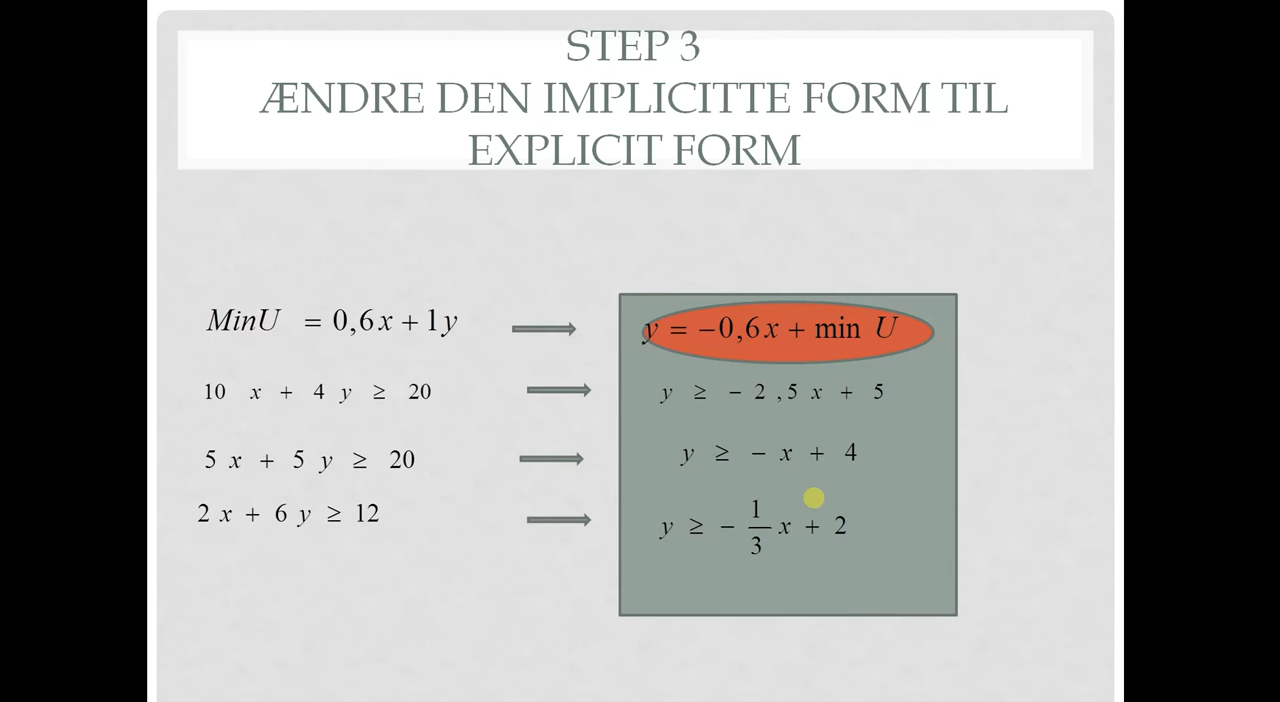 STEP 3
ÆNDRE DEN IMPLICITTE FORM TIL
EXPLICIT FORM
MinU = 0,6x + 1y
y = −0,6x + min U
10 x + 4 y ≥ 20
y ≥ − 2,5 x + 5
5 x + 5 y ≥ 20
y ≥ − x + 4
2 x + 6 y ≥ 12
y ≥ − 1/3 x + 2